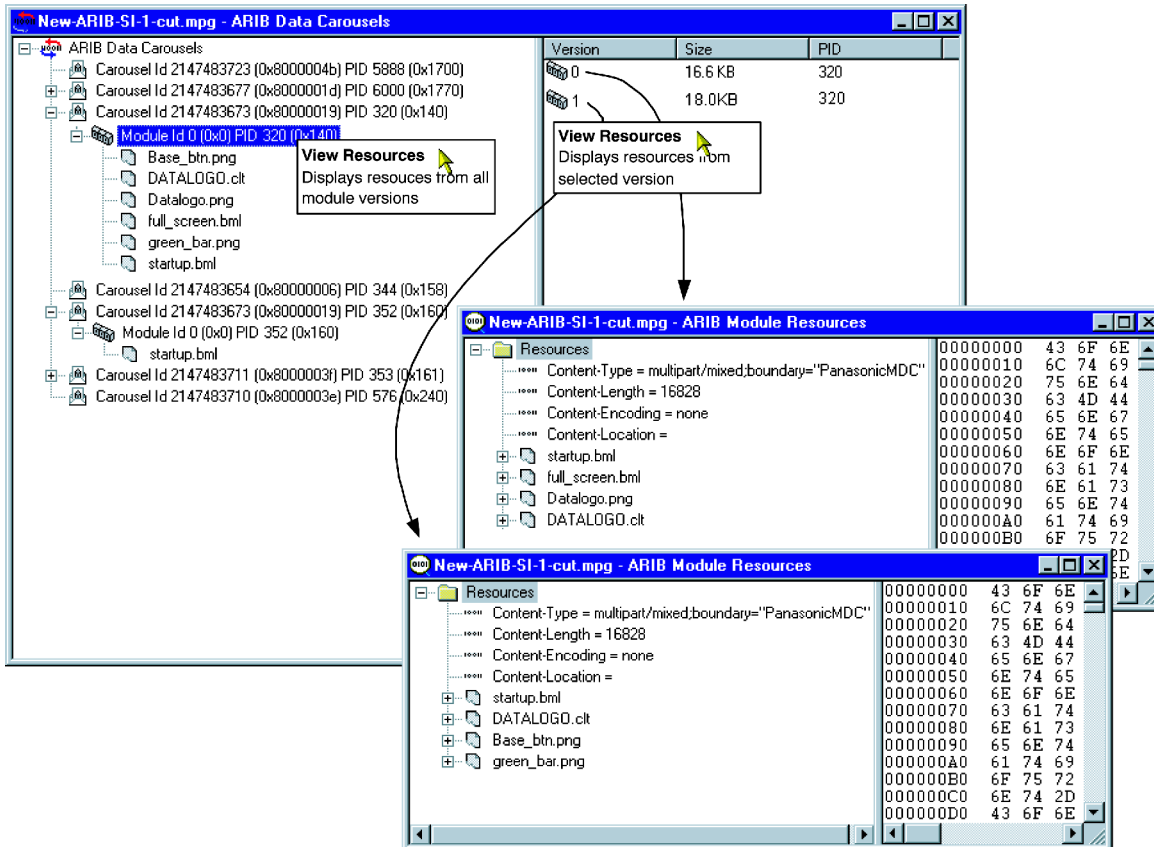 New-ARIB-SI-1-cut.mpg - ARIB Data Carousels
ARIB Data Carousels
Carousel Id 2147483723 (0x8000004b) PID 5888 (0x1700)
Carousel Id 2147483677 (0x8000001d) PID 6000 (0x1770)
Carousel Id 2147483673 (0x80000019) PID 320 (0x140)
Module Id 0 (0x0) PID 320 (0x140)
Base_btn.png
DATALOGO.clt
Datalogo.png
full_screen.bml
green_bar.png
startup.bml
Carousel Id 2147483654 (0x80000006) PID 344 (0x158)
Carousel Id 2147483673 (0x80000019) PID 352 (0x160)
Module Id 0 (0x0) PID 352 (0x160)
startup.bml
Carousel Id 2147483711 (0x8000003f) PID 353 (0x161)
Carousel Id 2147483710 (0x8000003e) PID 576 (0x240)
View Resources
Displays resouces from all
module versions
Version Size PID
0 16.6 KB 320
1 18.0KB 320
View Resources
Displays resources from
selected version
New-ARIB-SI-1-cut.mpg - ARIB Module Resources
Resources
Content-Type = multipart/mixed;boundary="PanasonicMDC"
Content-Length = 16828
Content-Encoding = none
Content-Location =
startup.bml
full_screen.bml
Datalogo.png
DATALOGO.clt
00000000 43 6F 6E
00000010 6C 74 69
00000020 75 6E 64
00000030 63 4D 44
00000040 65 6E 67
00000050 6E 74 65
00000060 6E 6F 6E
00000070 63 61 74
00000080 6E 61 73
00000090 65 6E 74
000000A0 61 74 69
000000B0 6F 75 72
2D
6E
New-ARIB-SI-1-cut.mpg - ARIB Module Resources
Resources
Content-Type = multipart/mixed;boundary="PanasonicMDC"
Content-Length = 16828
Content-Encoding = none
Content-Location =
startup.bml
DATALOGO.clt
Base_btn.png
green_bar.png
00000000 43 6F 6E
00000010 6C 74 69
00000020 75 6E 64
00000030 63 4D 44
00000040 65 6E 67
00000050 6E 74 65
00000060 6E 6F 6E
00000070 63 61 74
00000080 6E 61 73
00000090 65 6E 74
000000A0 61 74 69
000000B0 6F 75 72
000000C0 6E 74 2D
000000D0 43 6F 6E